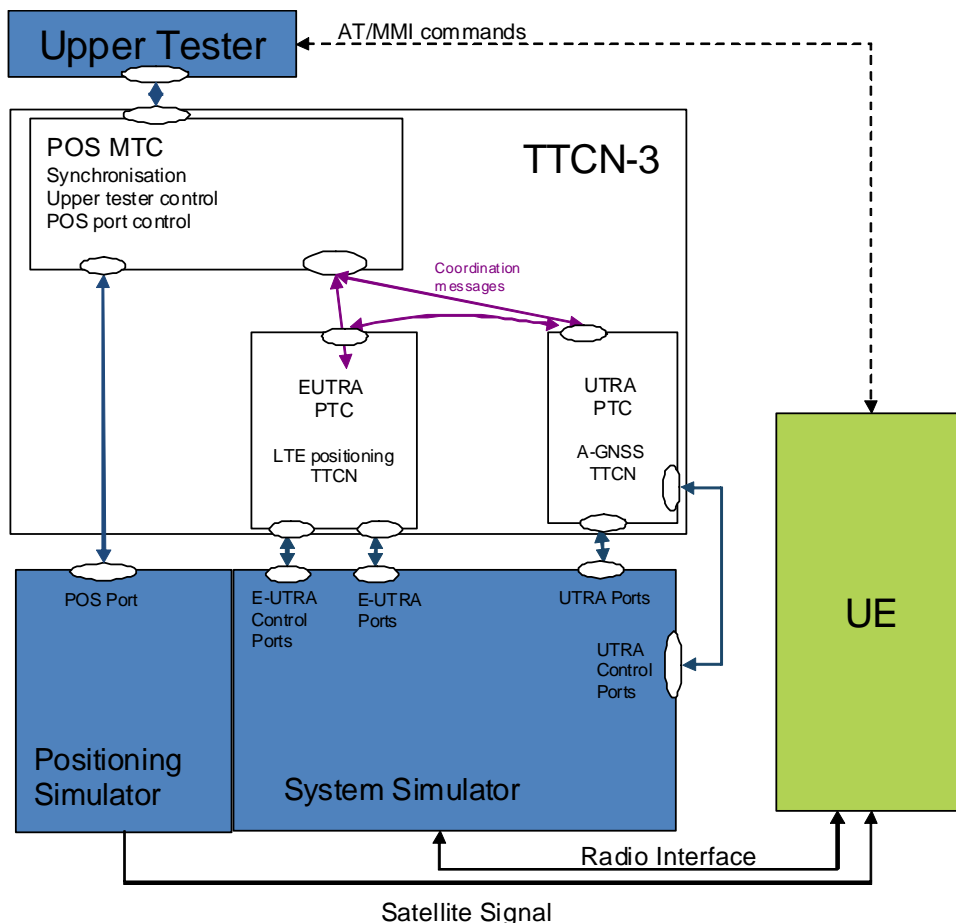 Upper Tester
AT/MMI commands
POS MTC
Synchronisation
Upper tester control
POS port control
TTCN-3
Coordination
messages
EUTRA
PTC
LTE positioning
TTCN
UTRA
PTC
A-GNSS
TTCN
POS Port
E-UTRA
Control
Ports
E-UTRA
Ports
UTRA Ports
UTRA
Control
Ports
UE
Positioning
Simulator
System Simulator
Radio Interface
Satellite Signal